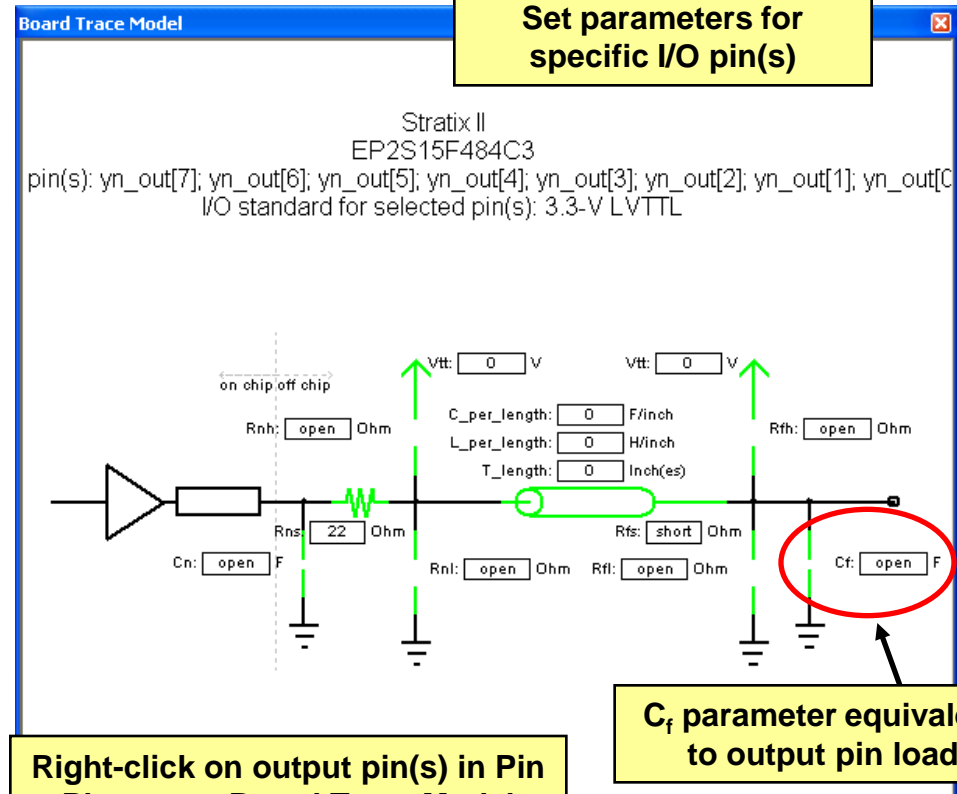 Board Trace Model
Set parameters for
specific I/O pin(s)
Stratix II
EP2S15F484C3
pin(s): yn_out[7]; yn_out[6]; yn_out[5]; yn_out[4]; yn_out[3]; yn_out[2]; yn_out[1]; yn_out[0
I/O standard for selected pin(s): 3.3-V LVTTL
Vtt: 0 V
Vtt: 0 V
on chip off chip
C_per_length: 0 F/inch
Rnh: open Ohm
Rfh: open Ohm
L_per_length: 0 H/inch
T_length: 0 Inch(es)
Rns: 22 Ohm
Rfs: short Ohm
Cn: open F
Rnl: open Ohm
Rfl: open Ohm
Cf: open F
Cf parameter equival
to output pin load
Right-click on output pin(s) in Pin
Board Trace Model